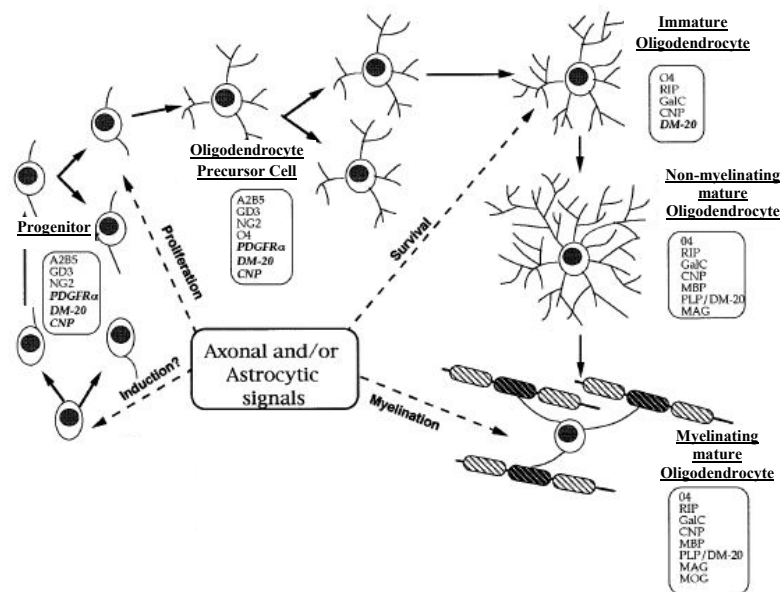 Immature
Oligodendrocyte
O4
RIP
GalC
CNP
DM-20
Oligodendrocyte
Precursor Cell
A2B5
GD3
NG2
O4
PDGFRα
DM-20
CNP
Progenitor
A2B5
GD3
NG2
PDGFRα
DM-20
CNP
Non-myelinating
mature
Oligodendrocyte
04
RIP
GalC
CNP
MBP
PLP/DM-20
MAG
Proliferation
Survival
Induction?
Myelination
Axonal and/or
Astrocytic
signals
Myelinating
mature
Oligodendrocyte
04
RIP
GalC
CNP
MBP
PLP/DM-20
MAG
MOG